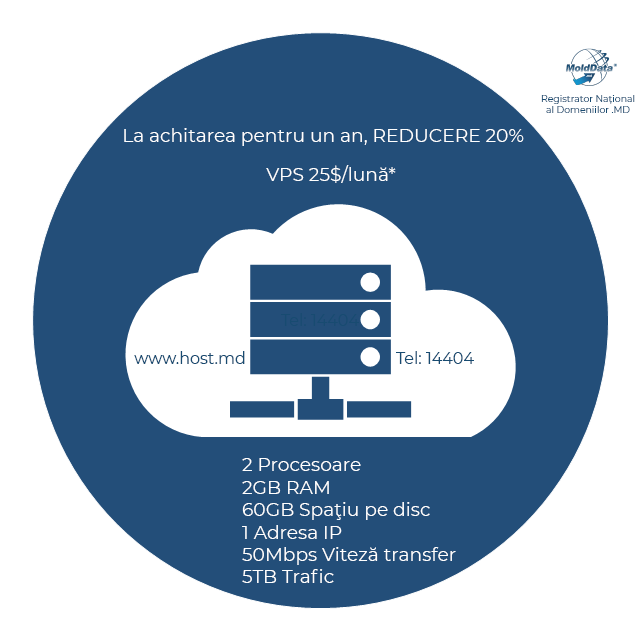 MoldData®
Registrator Național
al Domeniilor .MD
La achitarea pentru un an, REDUCERE 20%
VPS 25$/lună*
Tel: 14404
www.host.md
Tel: 14404
2 Procesoare
2GB RAM
60GB Spaţiu pe disc
1 Adresa IP
50Mbps Viteză transfer
5TB Trafic